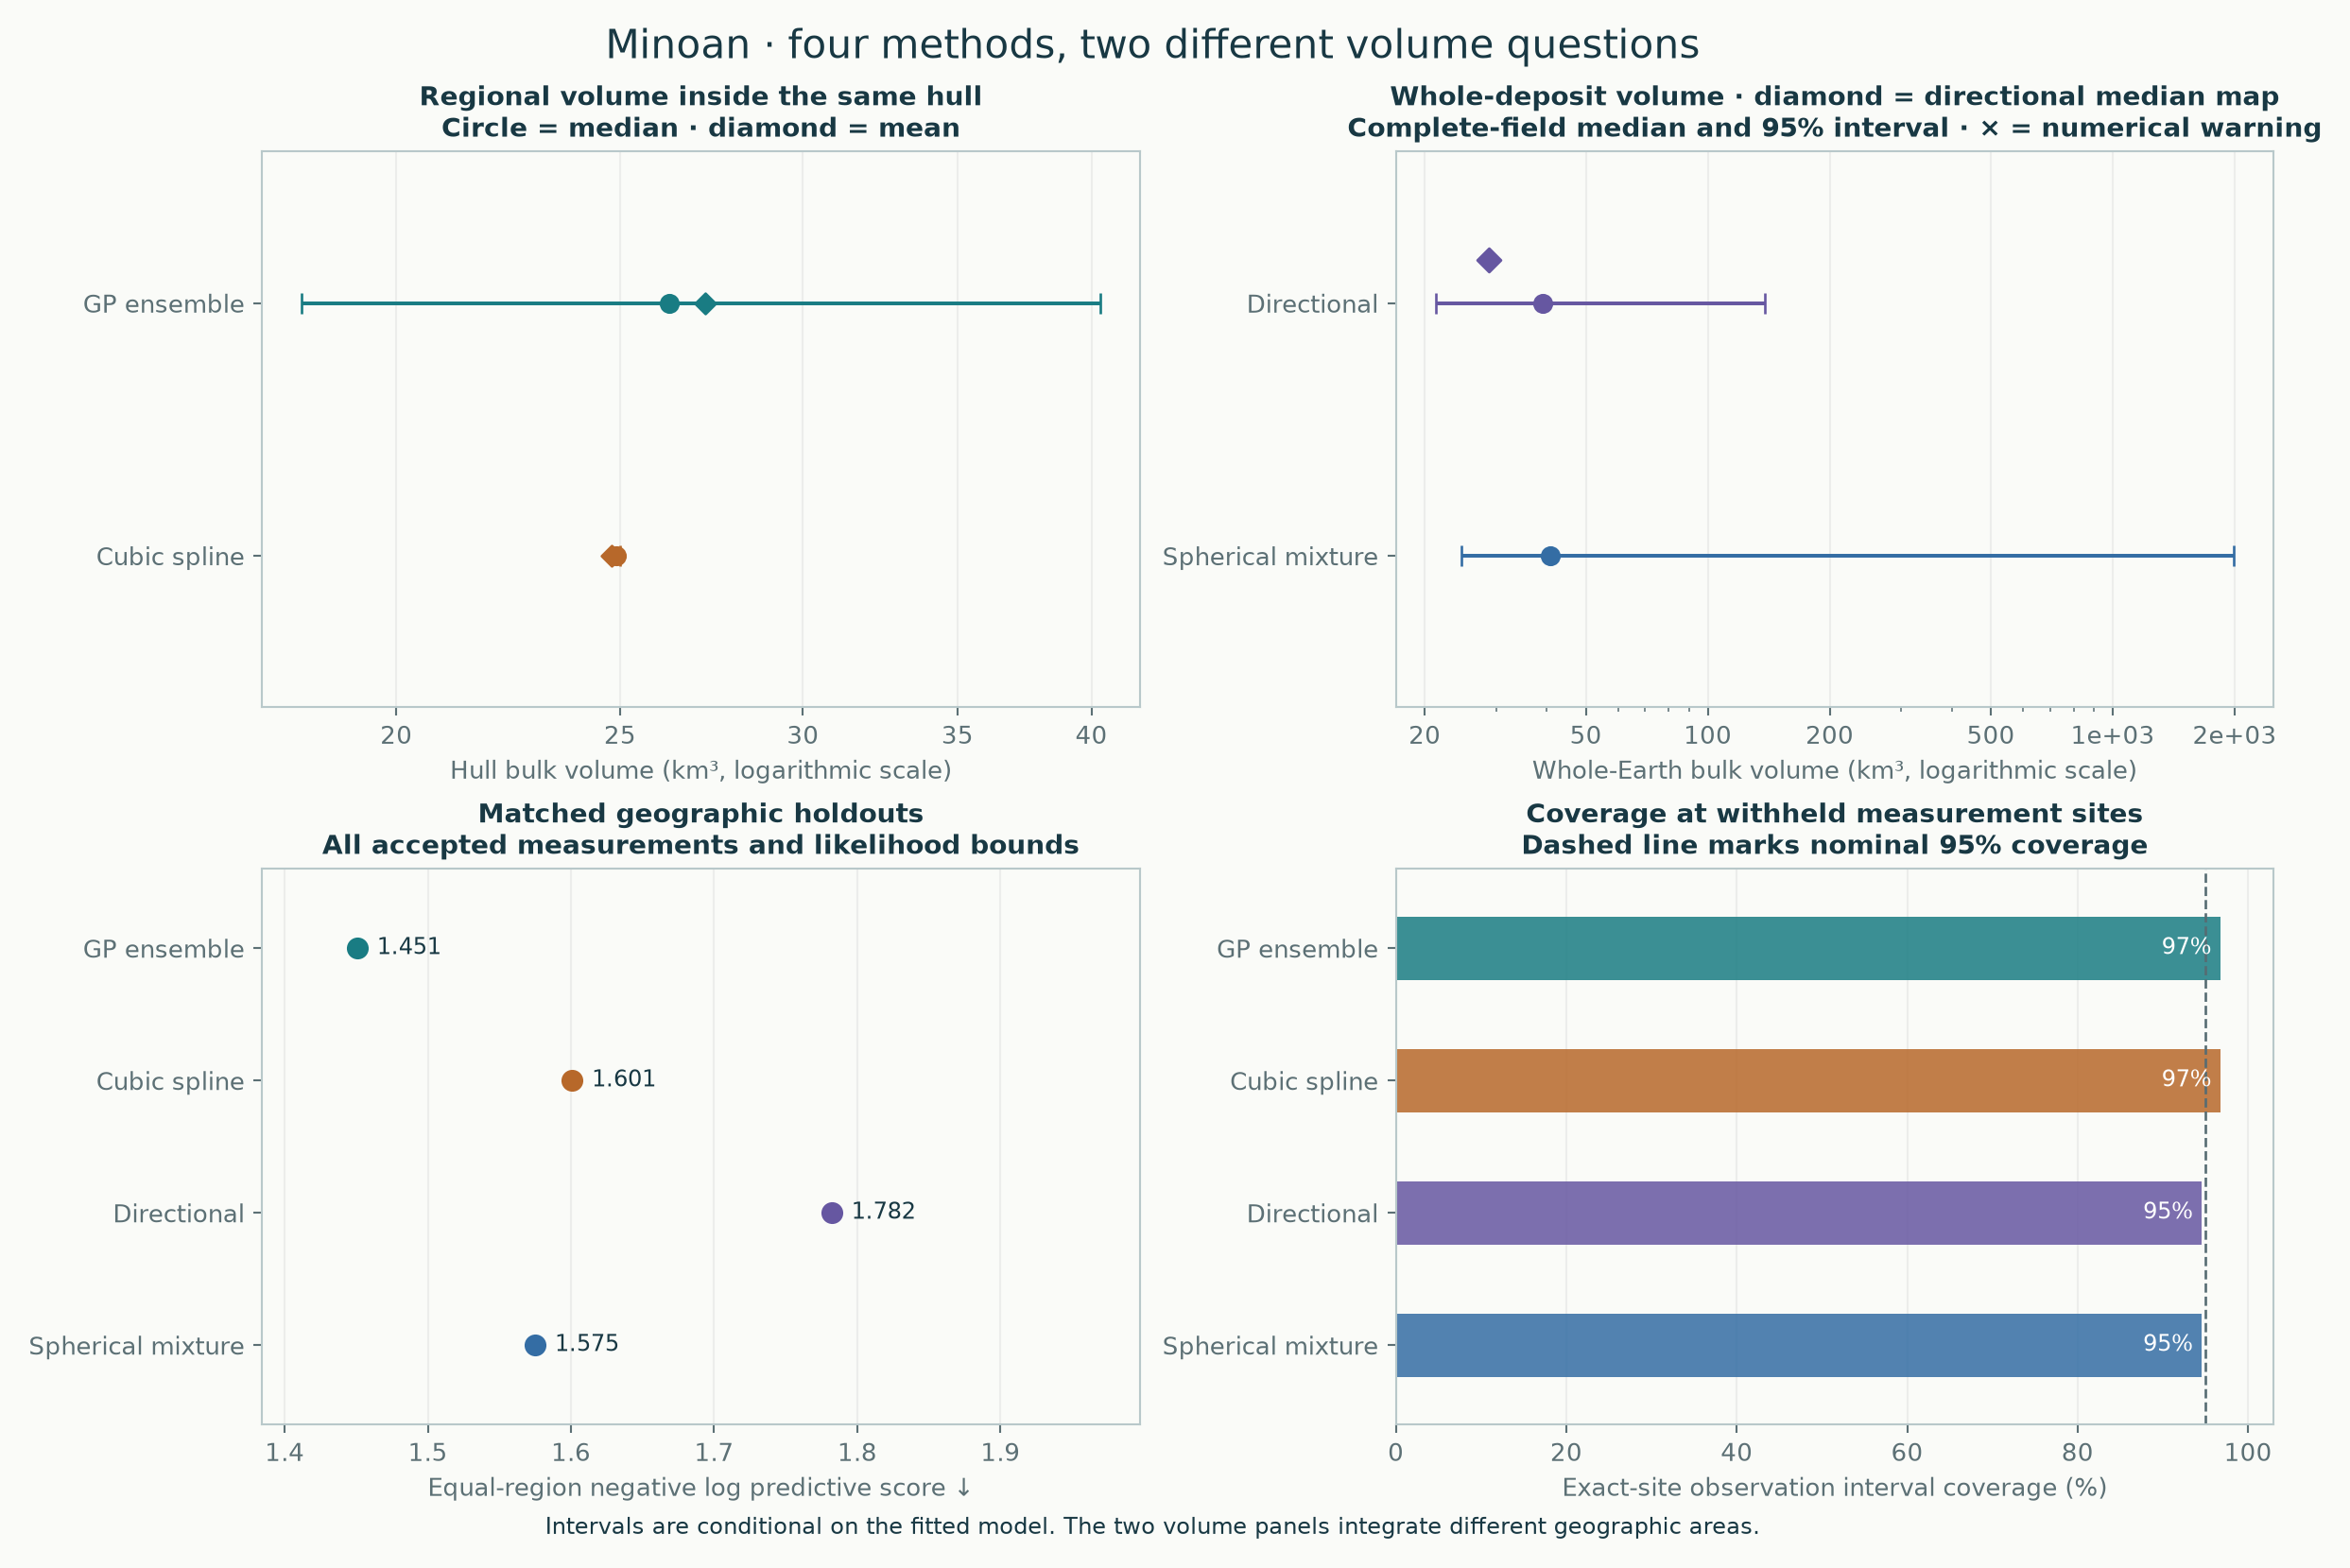 Minoan · four methods, two different volume questions
Regional volume inside the same hull
Circle = median · diamond = mean
GP ensemble
Cubic spline
20 25 30 35 40
Hull bulk volume (km³, logarithmic scale)
Whole-deposit volume · diamond = directional median map
Complete-field median and 95% interval · × = numerical warning
Directional
Spherical mixture
20 50 100 200 500 1e+03 2e+03
Whole-Earth bulk volume (km³, logarithmic scale)
Matched geographic holdouts
All accepted measurements and likelihood bounds
GP ensemble 1.451
Cubic spline 1.601
Directional 1.782
Spherical mixture 1.575
1.4 1.5 1.6 1.7 1.8 1.9
Equal-region negative log predictive score ↓
Coverage at withheld measurement sites
Dashed line marks nominal 95% coverage
GP ensemble 97%
Cubic spline 97%
Directional 95%
Spherical mixture 95%
0 20 40 60 80 100
Exact-site observation interval coverage (%)
Intervals are conditional on the fitted model. The two volume panels integrate different geographic areas.